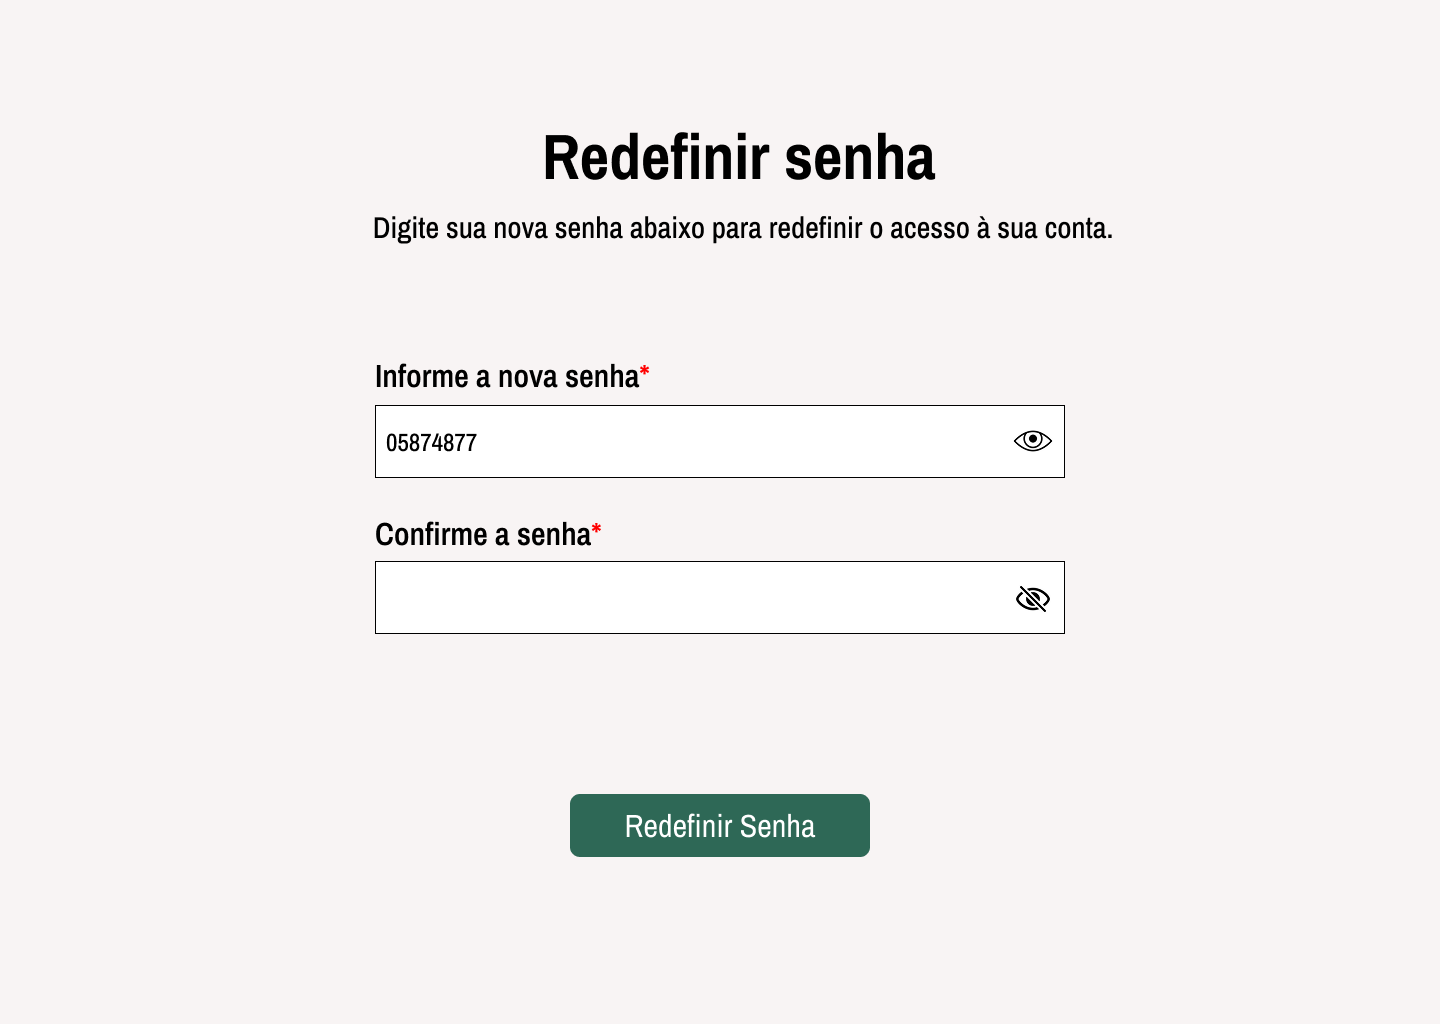 Redefinir senha
Digite sua nova senha abaixo para redefinir o acesso à sua conta.
Informe a nova senha*
05874877
Confirme a senha*
Redefinir Senha